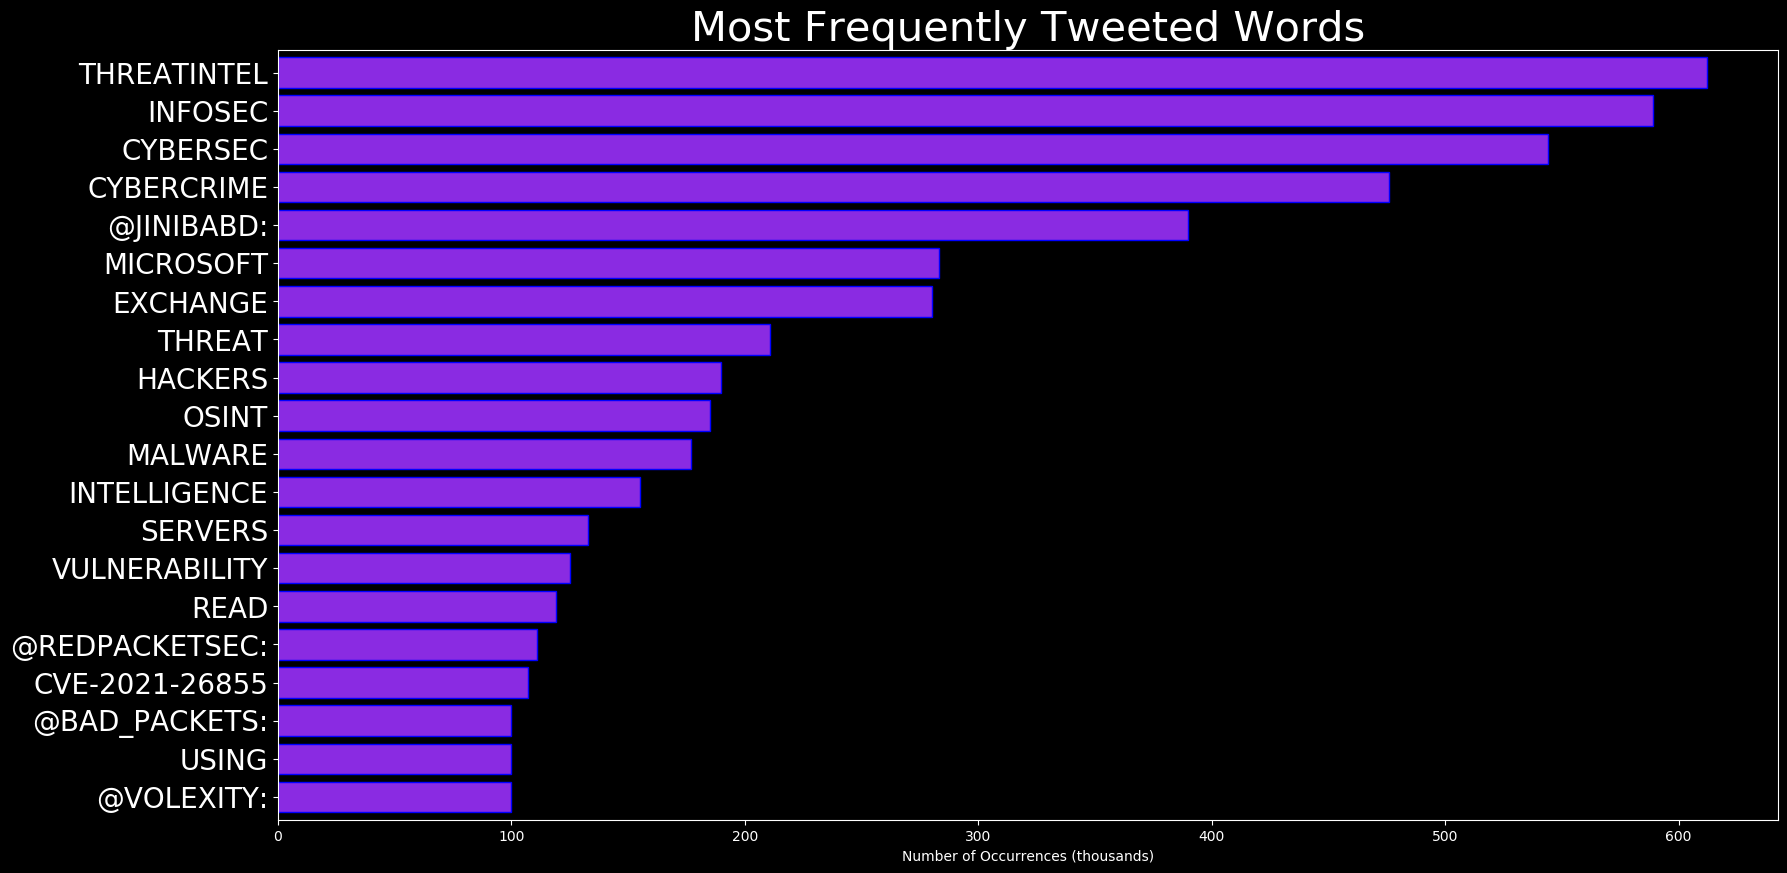 Most Frequently Tweeted Words
THREATINTEL
INFOSEC
CYBERSEC
CYBERCRIME
@JINIBABD:
MICROSOFT
EXCHANGE
THREAT
HACKERS
OSINT
MALWARE
INTELLIGENCE
SERVERS
VULNERABILITY
READ
@REDPACKETSEC:
CVE-2021-26855
@BAD_PACKETS:
USING
@VOLEXITY:
0 100 200 300 400 500 600
Number of Occurrences (thousands)